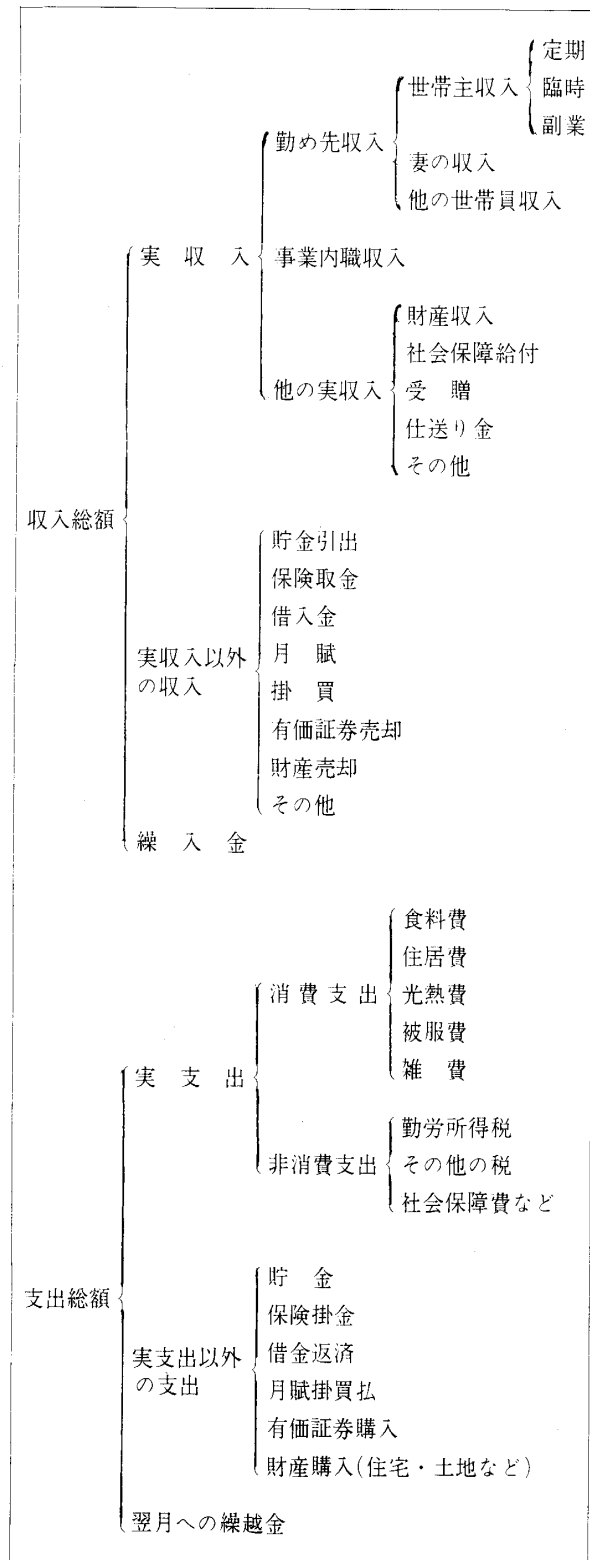 定期
世帯主収入 臨時
副業
勤め先収入
妻の収入
他の世帯員収入
実収入 事業内職収入
財産収入
社会保障給付
他の実収入 受贈
仕送り金
その他
収入総額
貯金引出
保険取金
借入金
実収入以外 月賦
の収入 掛買
有価証券売却
財産売却
その他
繰入金
食料費
住居費
消費支出 光熱費
被服費
実支出 雑費
勤労所得税
非消費支出 その他の税
社会保障費など
支出総額
貯金
保険掛金
実支出以外 借金返済
の支出 月賦掛買払
有価証券購入
財産購入(住宅・土地など)
翌月への繰越金